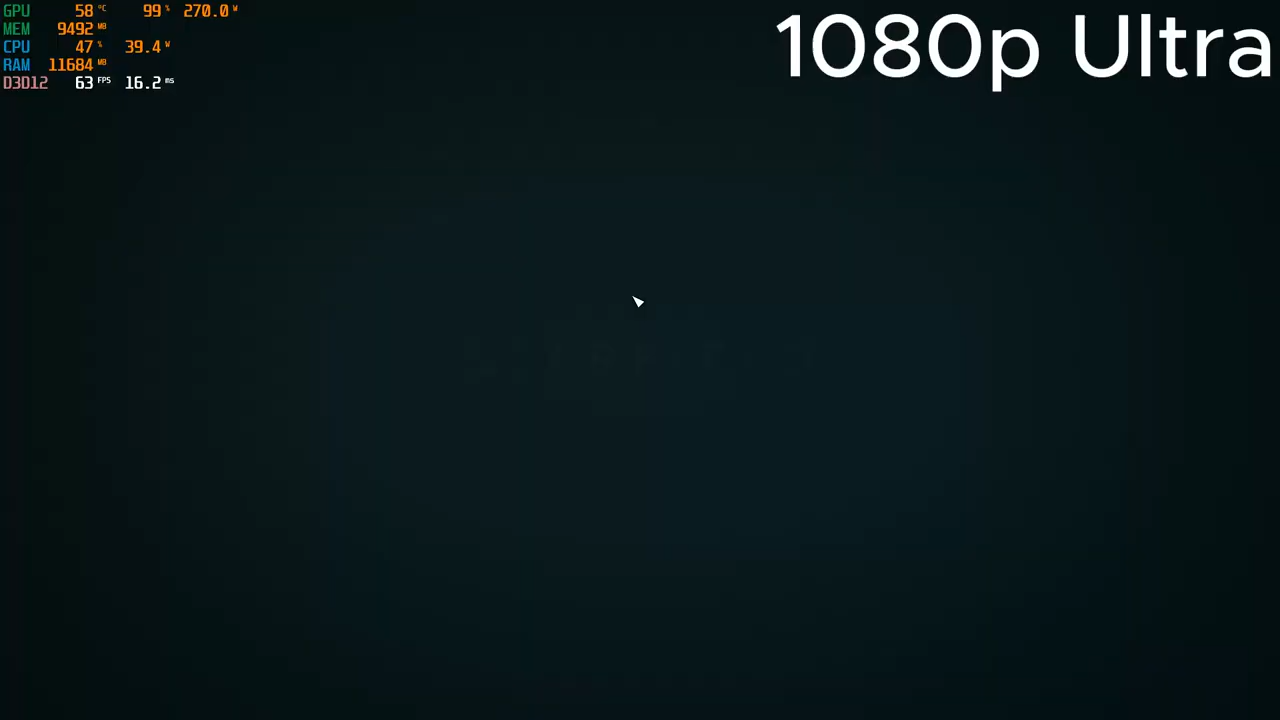 GPU 58 °C 99 % 270.0 W
MEM 9492 MB
CPU 47 % 39.4 W
RAM 11684 MB
D3D12 63 FPS 16.2 ms
1080p Ultra